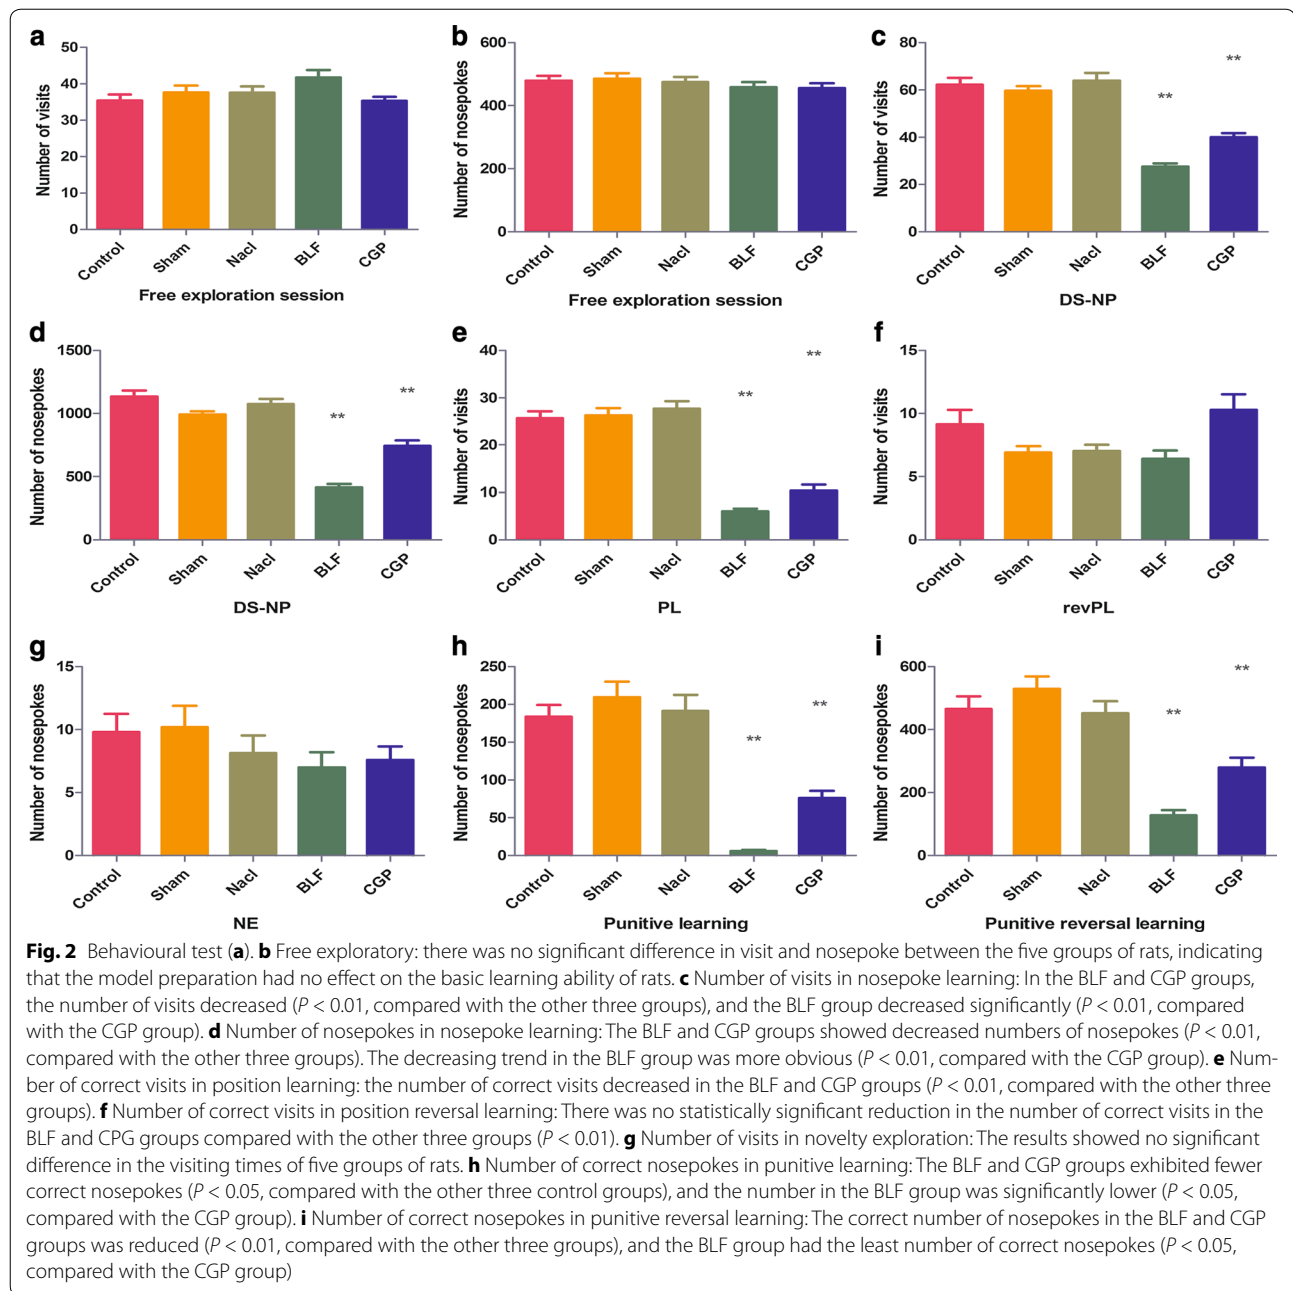 a
50
40
30
20
10
0
Number of visits
Control
Sham
Nacl
BLF
CGP
Free exploration session
b
600
400
200
0
Number of nosepokes
Control
Sham
Nacl
BLF
CGP
Free exploration session
c
80
60
40
20
0
Number of visits
**
**
Control
Sham
Nacl
BLF
CGP
DS-NP
d
1500
1000
500
0
Number of nosepokes
**
**
Control
Sham
Nacl
BLF
CGP
DS-NP
e
40
30
20
10
0
Number of visits
**
**
Control
Sham
Nacl
BLF
CGP
PL
f
15
10
5
0
Number of visits
Control
Sham
Nacl
BLF
CGP
revPL
g
15
10
5
0
Number of nosepokes
Control
Sham
Nacl
BLF
CGP
NE
h
250
200
150
100
50
0
Number of nosepokes
**
**
Control
Sham
Nacl
BLF
CGP
Punitive learning
i
600
400
200
0
Number of nosepokes
**
**
Control
Sham
Nacl
BLF
CGP
Punitive reversal learning
Fig. 2 Behavioural test (a). b Free exploratory: there was no significant difference in visit and nosepoke between the five groups of rats, indicating
that the model preparation had no effect on the basic learning ability of rats. c Number of visits in nosepoke learning: In the BLF and CGP groups,
the number of visits decreased (P < 0.01, compared with the other three groups), and the BLF group decreased significantly (P < 0.01, compared
with the CGP group). d Number of nosepokes in nosepoke learning: The BLF and CGP groups showed decreased numbers of nosepokes (P < 0.01,
compared with the other three groups). The decreasing trend in the BLF group was more obvious (P < 0.01, compared with the CGP group). e Num-
ber of correct visits in position learning: the number of correct visits decreased in the BLF and CGP groups (P < 0.01, compared with the other three
groups). f Number of correct visits in position reversal learning: There was no statistically significant reduction in the number of correct visits in the
BLF and CPG groups compared with the other three groups (P < 0.01). g Number of visits in novelty exploration: The results showed no significant
difference in the visiting times of five groups of rats. h Number of correct nosepokes in punitive learning: The BLF and CGP groups exhibited fewer
correct nosepokes (P < 0.05, compared with the other three control groups), and the number in the BLF group was significantly lower (P < 0.05,
compared with the CGP group). i Number of correct nosepokes in punitive reversal learning: The correct number of nosepokes in the BLF and CGP
groups was reduced (P < 0.01, compared with the other three groups), and the BLF group had the least number of correct nosepokes (P < 0.05,
compared with the CGP group)